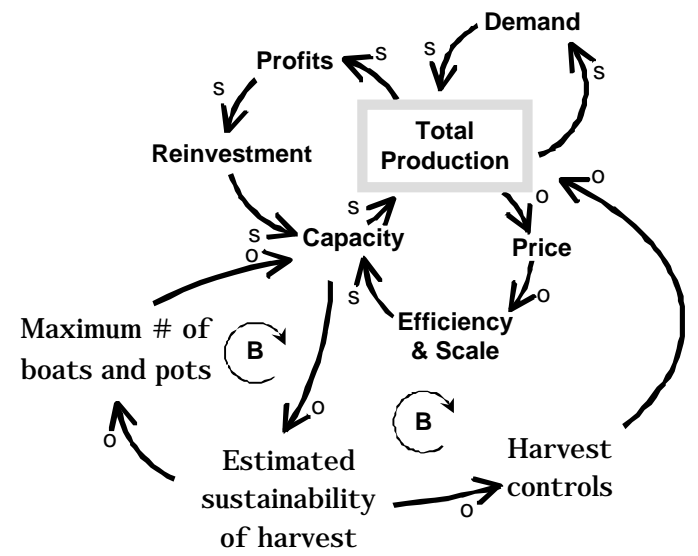 Demand
s
s
Profits
s
s
Total
Production
Reinvestment
o
o
s
s
Capacity
o
Price
s
o
Efficiency
& Scale
Maximum # of
boats and pots
B
o
B
o
Estimated
sustainability
of harvest
Harvest
controls
o